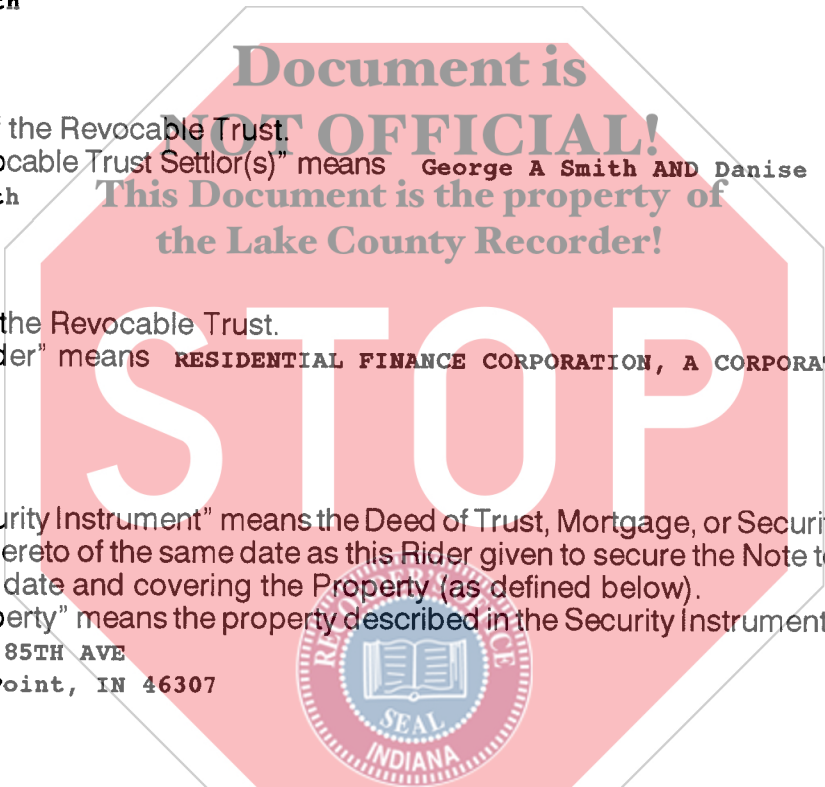 Document is
NOT OFFICIAL!
the Revocable Trust.
ocable Trust Settlor(s)" means George A Smith AND Danise
This Document is the property of
the Lake County Recorder!
the Revocable Trust.
der" means RESIDENTIAL FINANCE CORPORATION, A CORPORA
STOP
urity Instrument" means the Deed of Trust, Mortgage, or Securi
ereto of the same date as this Rider given to secure the Note t
date and covering the Property (as defined below).
perty" means the property described in the Security Instrument
85TH AVE
Point, IN 46307
RECORDER'S OFFICE
SEAL
INDIANA